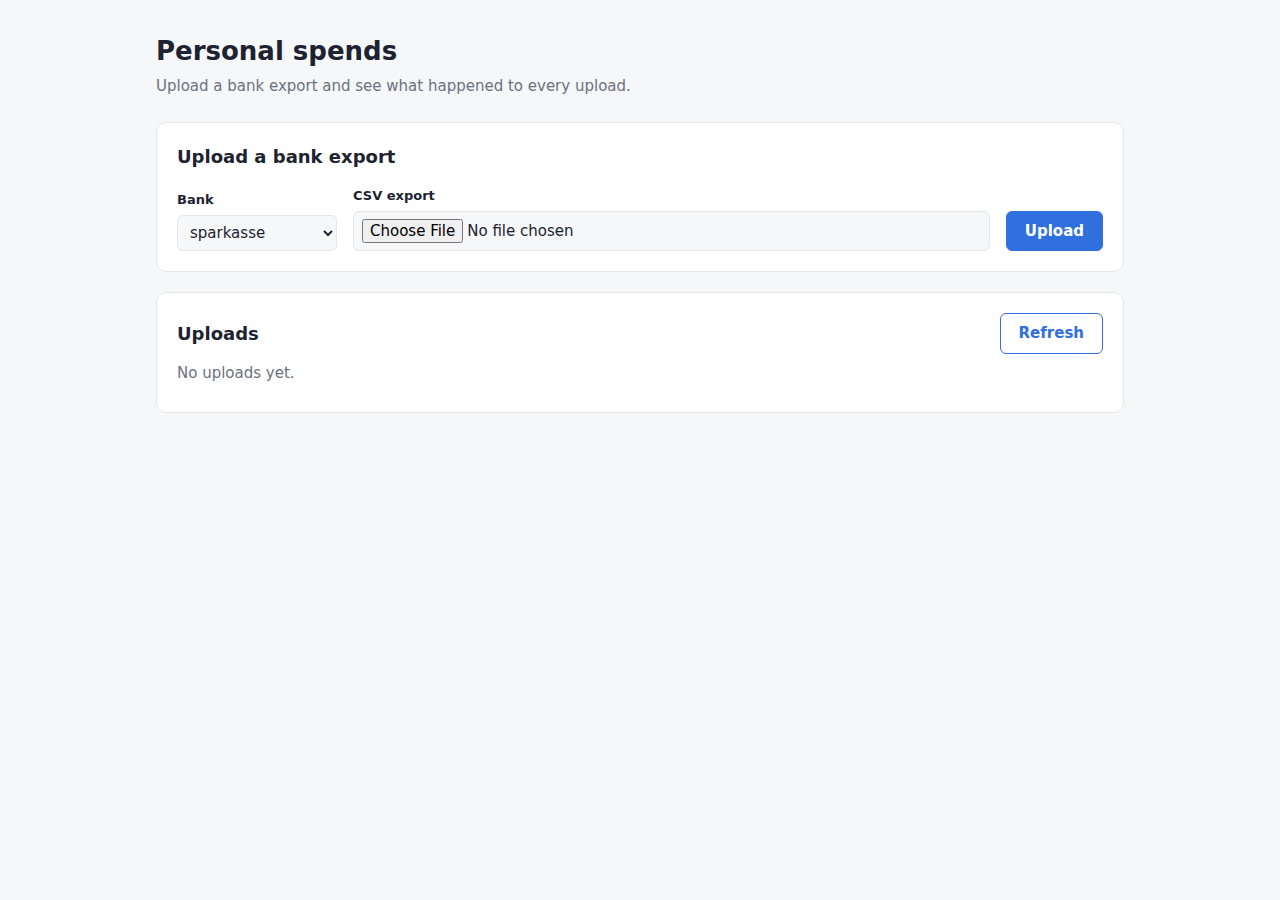 Personal spends
Upload a bank export and see what happened to every upload.
Upload a bank export
Bank
CSV export
sparkasse
Choose File No file chosen
Upload
Uploads
Refresh
No uploads yet.